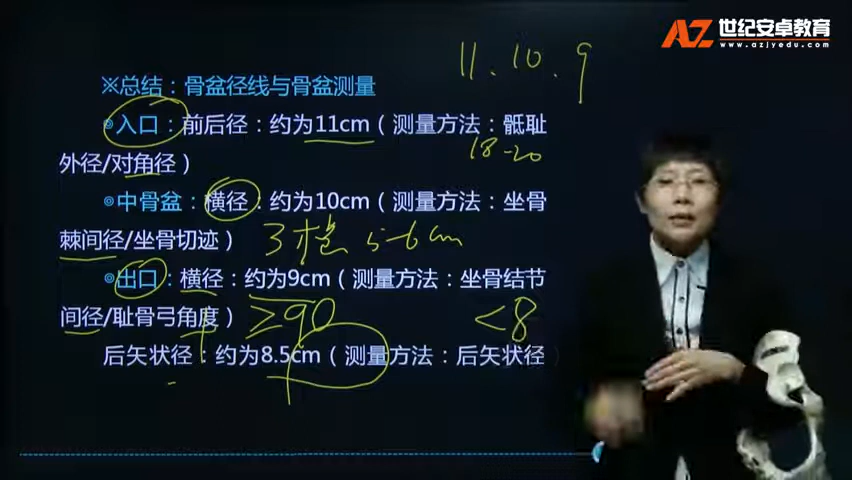 AZ 世纪安卓教育
www.azjyedu.com
11.10.9
※总结：骨盆径线与骨盆测量
◎入口：前后径：约为11cm（测量方法：骶耻
18-20
外径/对角径）
◎中骨盆：横径：约为10cm（测量方法：坐骨
棘间径/坐骨切迹）
3横 5-6cm
◎出口：横径：约为9cm（测量方法：坐骨结节
间径/耻骨弓角度）
≥90
<8
后矢状径：约为8.5cm（测量方法：后矢状径）